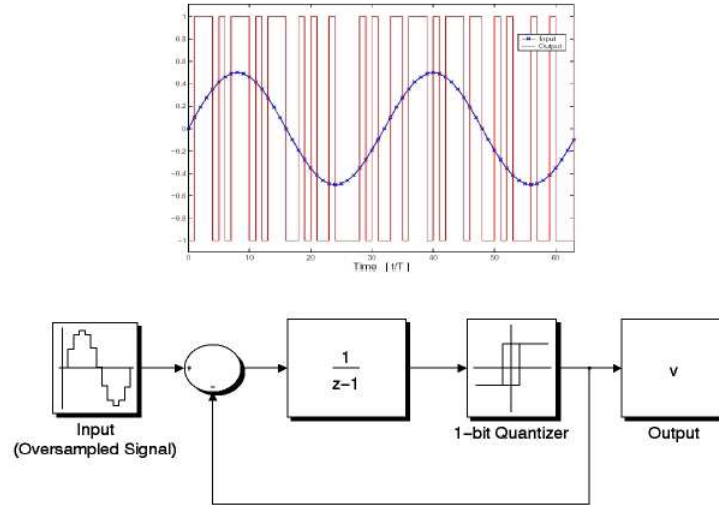 1
0.8
0.6
0.4
0.2
0
−0.2
−0.4
−0.6
−0.8
−1
Input
Output
0 10 20 30 40 50 60
Time [ t/T ]
+
−
1
z−1
v
Input
(Oversampled Signal)
1−bit Quantizer
Output